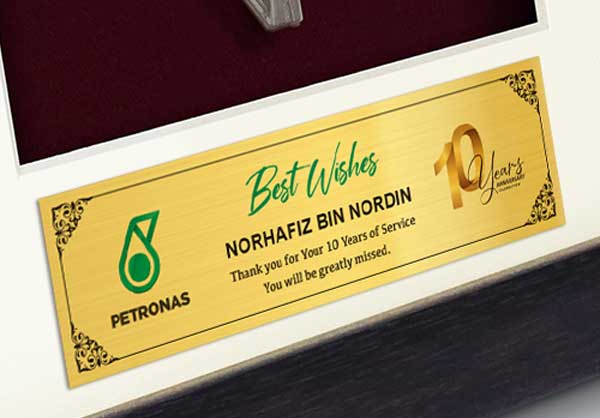 Best Wishes
NORHAFIZ BIN NORDIN
Thank you for Your 10 Years of Service
You will be greatly missed.
PETRONAS
10 Years
ANNIVERSARY